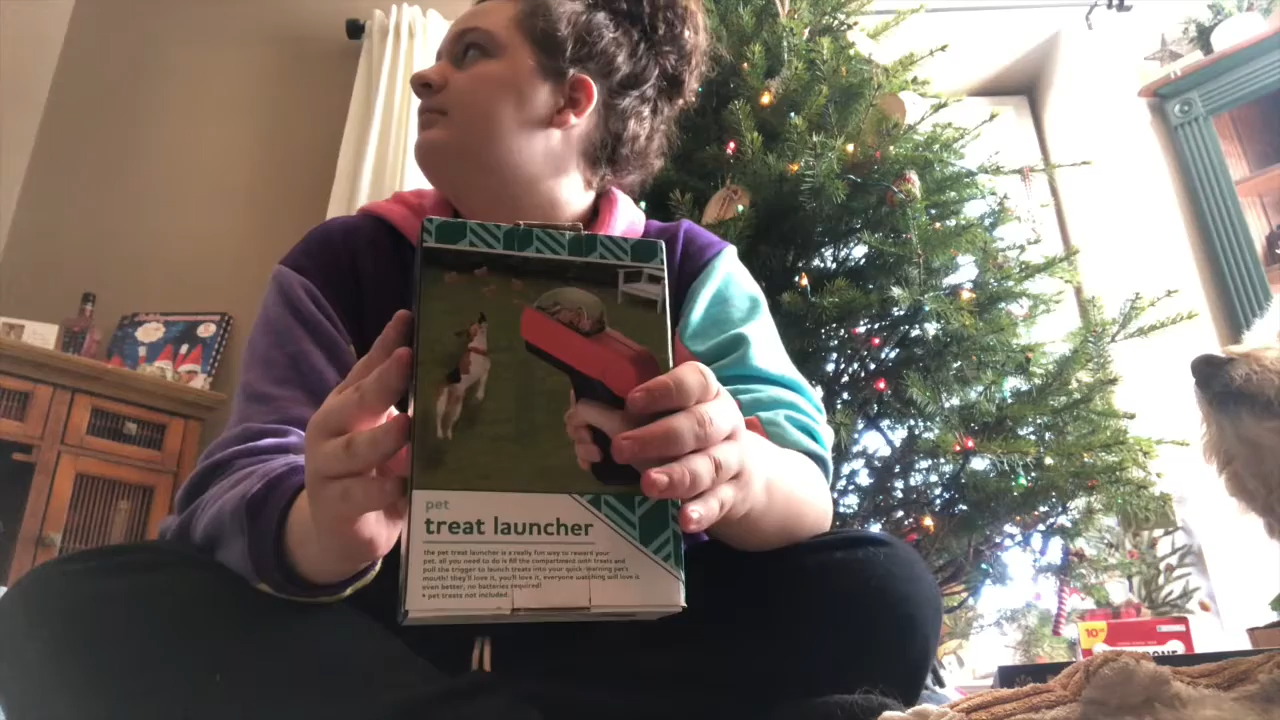 pet
treat launcher
the pet treat launcher is a really fun way to reward your
pet. all you need to do is fill the compartment with treats and
pull the trigger to launch treats into your quick-learning pet's
mouth! they'll love it, you'll love it, everyone watching will love it
even better, no batteries required!
* pet treats not included.
10
BONE